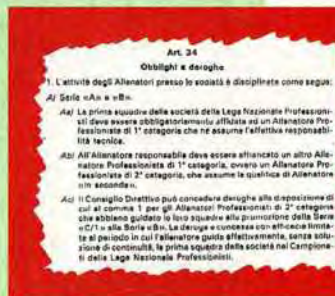 Art. 34
Obblighi e deroghe
1. L'attività degli Allenatori presso le società è disciplinata come segue:
A) Serie «A» e «B».
Aa) La prima squadra delle società della Lega Nazionale Professioni-
sti deve essere obbligatoriamente affidata ad un Allenatore Pro-
fessionista di 1ª categoria che ne assume l'effettiva responsabi-
lità tecnica.
Ab) All'Allenatore responsabile deve essere affiancato un altro Alle-
natore Professionista di 1ª categoria, ovvero un Allenatore Pro-
fessionista di 2ª categoria, che assume la qualifica di Allenatore
«in seconda».
Ac) Il Consiglio Direttivo può concedere deroghe alla disposizione di
cui al comma 1 per gli Allenatori Professionisti di 2ª categoria
che abbiano guidato la loro squadra alla promozione dalla Serie
«C/1» alla Serie «B». La deroga è concessa con efficacia limita-
ta al periodo in cui l'allenatore guida effettivamente, senza solu-
zione di continuità, la prima squadra della società nei Campiona-
ti della Lega Nazionale Professionisti.